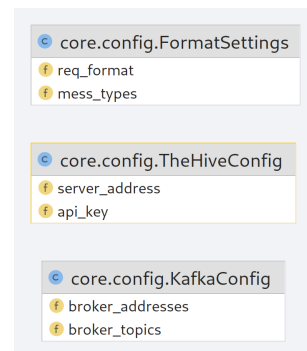 c core.config.FormatSettings
f req_format
f mess_types
c core.config.TheHiveConfig
f server_address
f api_key
c core.config.KafkaConfig
f broker_addresses
f broker_topics